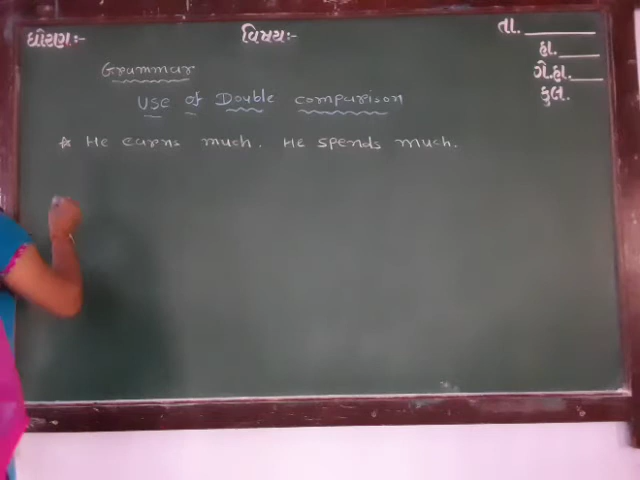 ધોરણ:-
વિષય:-
તા.
હા.
ગે.હા.
કુલ.
Grammar
Use of Double comparison
☆ He earns much. He spends much.